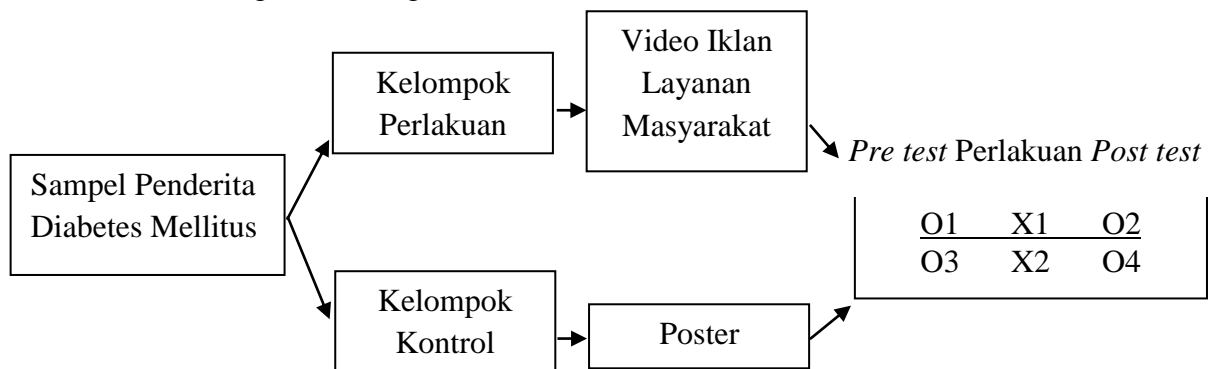 Sampel Penderita
Diabetes Mellitus
Kelompok
Perlakuan
Video Iklan
Layanan
Masyarakat
Kelompok
Kontrol
Poster
Pre test Perlakuan Post test
O1 X1 O2
O3 X2 O4